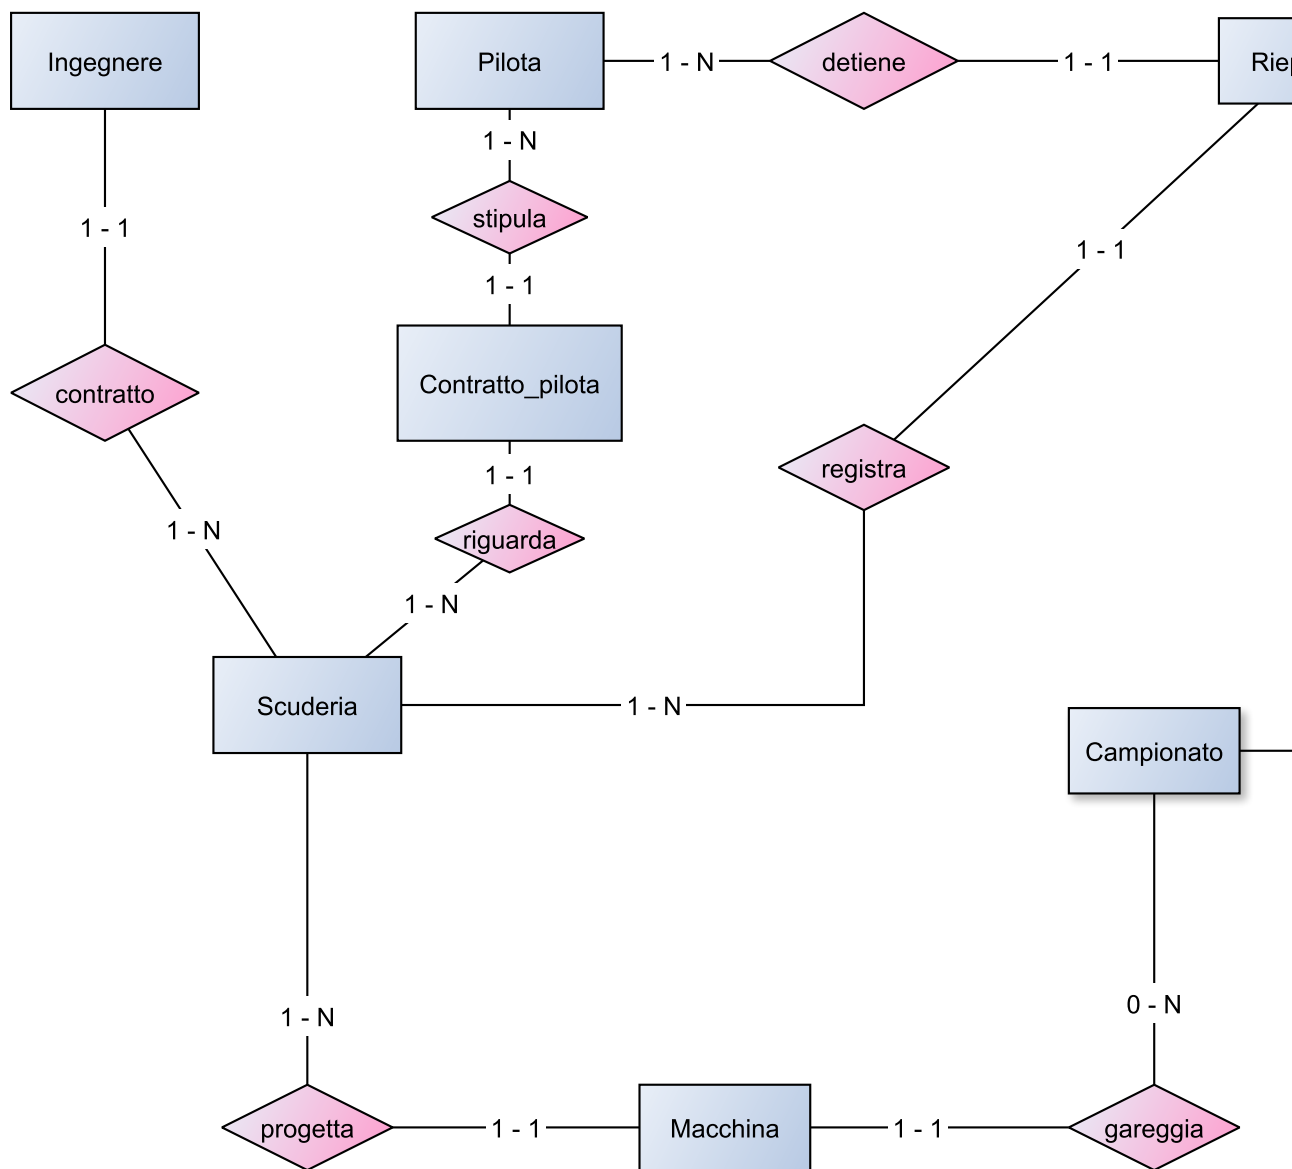 Ingegnere
Pilota
1 - N
detiene
1 - 1
1 - N
stipula
1 - 1
1 - 1
1 - 1
Contratto_pilota
contratto
1 - 1
registra
1 - N
riguarda
1 - N
Scuderia
1 - N
Campionato
0 - N
1 - N
progetta
1 - 1
Macchina
1 - 1
gareggia